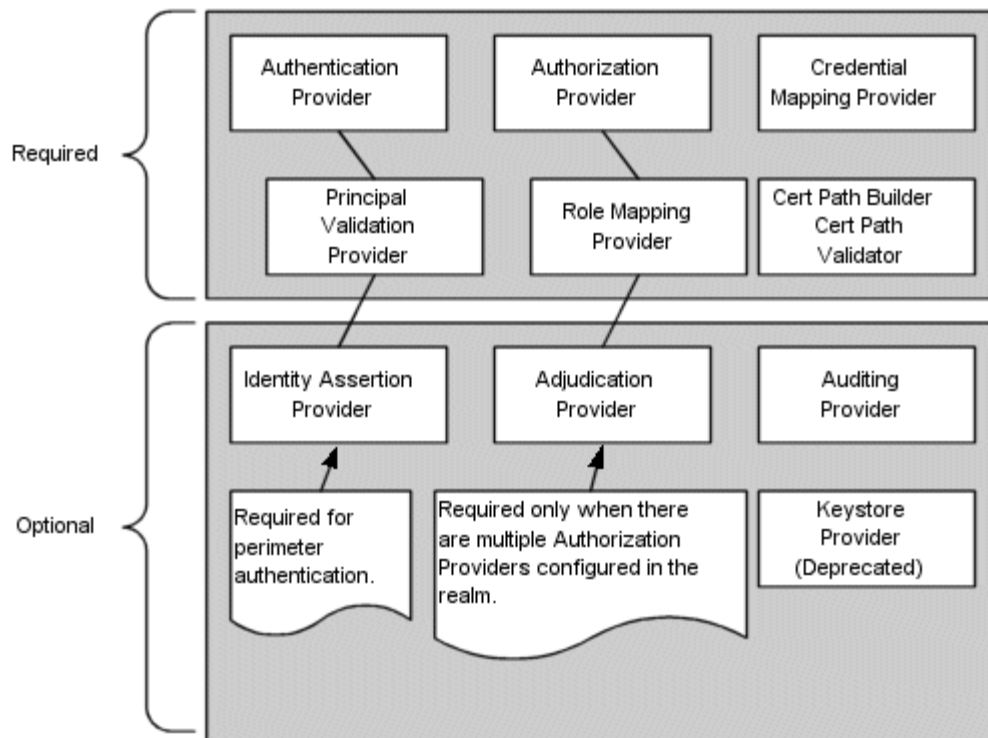 Required
Authentication
Provider
Authorization
Provider
Credential
Mapping Provider
Principal
Validation
Provider
Role Mapping
Provider
Cert Path Builder
Cert Path
Validator
Optional
Identity Assertion
Provider
Adjudication
Provider
Auditing
Provider
Required for
perimeter
authentication.
Required only when there
are multiple Authorization
Providers configured in the
realm.
Keystore
Provider
(Deprecated)